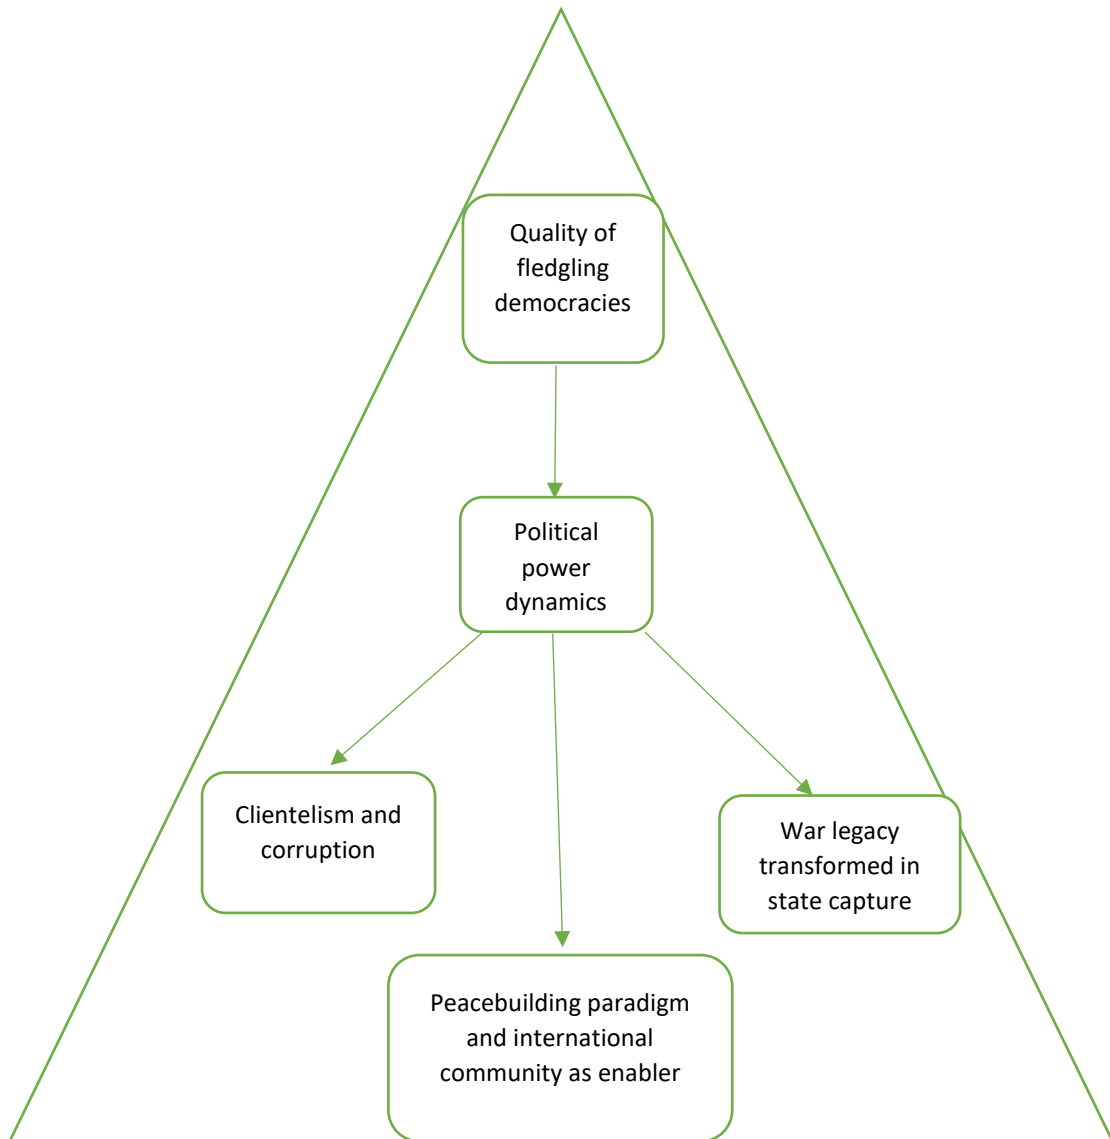 Quality of
fledgling
democracies
Political
power
dynamics
Clientelism and
corruption
War legacy
transformed in
state capture
Peacebuilding paradigm
and international
community as enabler